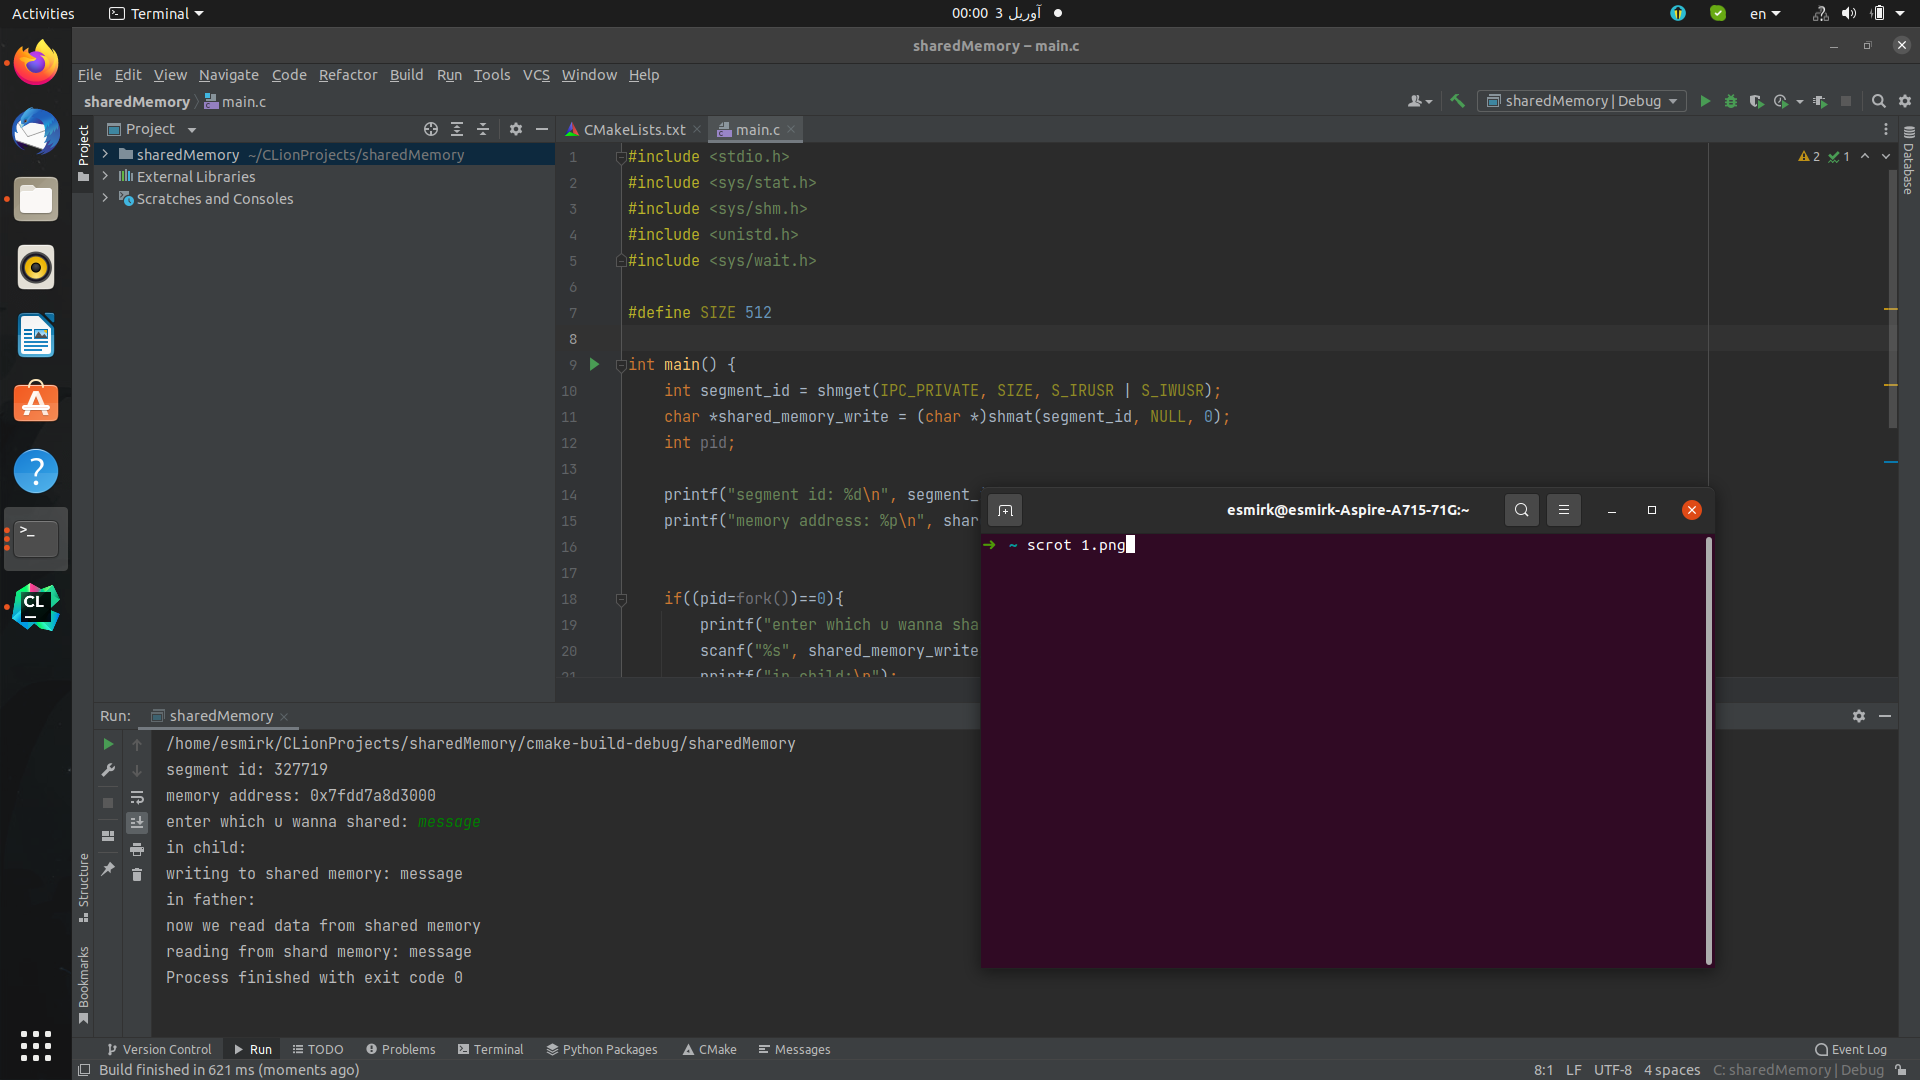 Activities
Terminal
00:00 3 آوریل
en
sharedMemory – main.c
File Edit View Navigate Code Refactor Build Run Tools VCS Window Help
sharedMemory
main.c
sharedMemory | Debug
Project
Project
CMakeLists.txt
main.c
Database
sharedMemory ~/CLionProjects/sharedMemory
External Libraries
Scratches and Consoles
2
1
1 #include <stdio.h>
2 #include <sys/stat.h>
3 #include <sys/shm.h>
4 #include <unistd.h>
5 #include <sys/wait.h>
6
7 #define SIZE 512
8
9 int main() {
10 int segment_id = shmget(IPC_PRIVATE, SIZE, S_IRUSR | S_IWUSR);
11 char *shared_memory_write = (char *)shmat(segment_id, NULL, 0);
12 int pid;
13
14 printf("segment id: %d\n", segment_
15 printf("memory address: %p\n", shar
16
17
18 if((pid=fork())==0){
19 printf("enter which u wanna sha
20 scanf("%s", shared_memory_write
21 printf("in child:\n");
esmirk@esmirk-Aspire-A715-71G:~
➜ ~ scrot 1.png
Run:
sharedMemory
/home/esmirk/CLionProjects/sharedMemory/cmake-build-debug/sharedMemory
segment id: 327719
memory address: 0x7fdd7a8d3000
enter which u wanna shared: message
in child:
writing to shared memory: message
in father:
now we read data from shared memory
reading from shard memory: message
Process finished with exit code 0
Structure
Bookmarks
Version Control
Run
TODO
Problems
Terminal
Python Packages
CMake
Messages
Event Log
Build finished in 621 ms (moments ago)
8:1 LF UTF-8 4 spaces C: sharedMemory | Debug